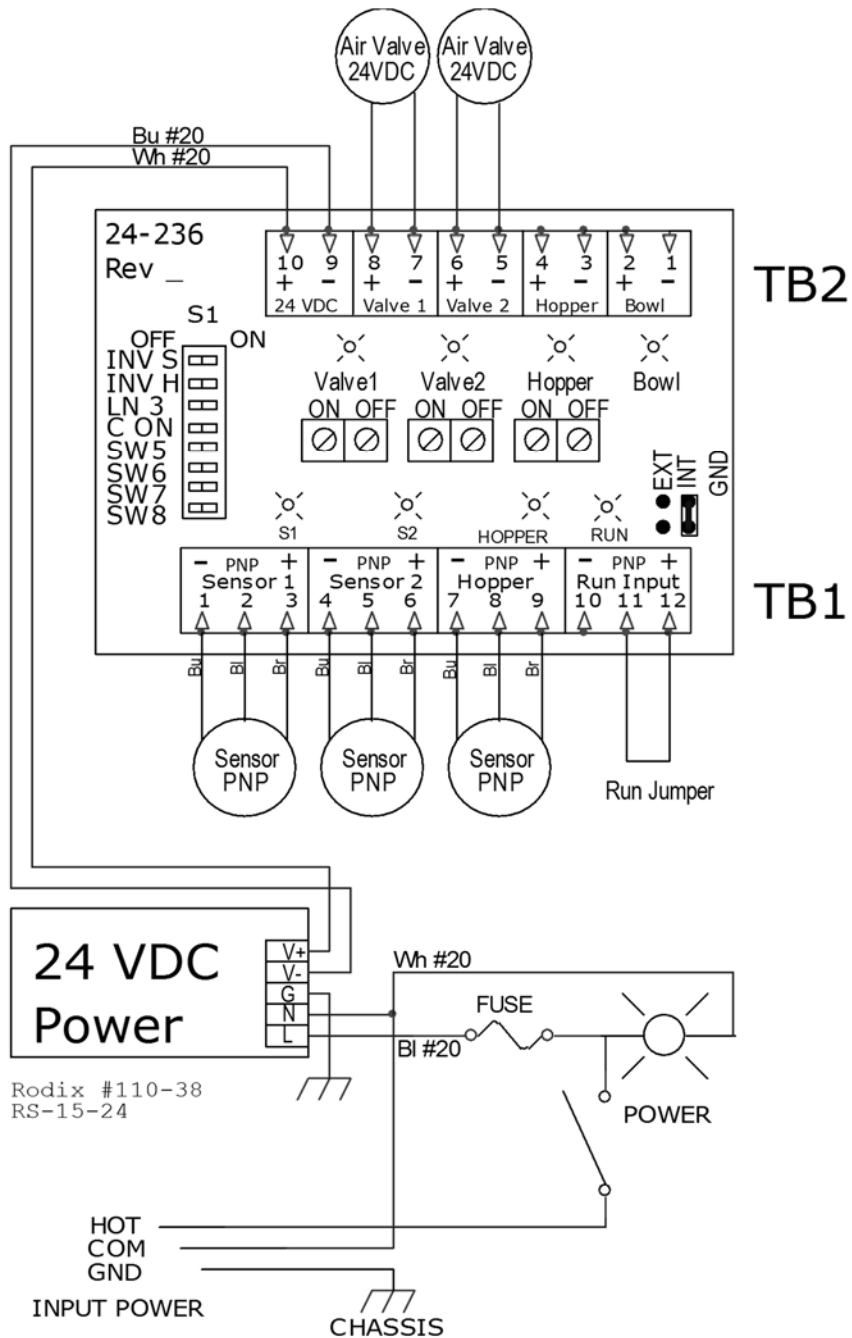 Air Valve 24VDC
Air Valve 24VDC
Bu #20
Wh #20
24-236
Rev _
10 9 8 7 6 5 4 3 2 1
+ - + - + - + - + -
24 VDC Valve 1 Valve 2 Hopper Bowl
TB2
S1
OFF ON
INV S
INV H
LN 3
C ON
SW5
SW6
SW7
SW8
Valve1 Valve2 Hopper Bowl
ON OFF ON OFF ON OFF
EXT
INT
GND
S1 S2 HOPPER RUN
- PNP + - PNP + - PNP + - PNP +
Sensor 1 Sensor 2 Hopper Run Input
1 2 3 4 5 6 7 8 9 10 11 12
TB1
Bu Bl Br Bu Bl Br Bu Bl Br
Sensor PNP
Sensor PNP
Sensor PNP
Run Jumper
24 VDC
Power
V+
V-
G
N
L
Wh #20
FUSE
Bl #20
Rodix #110-38
RS-15-24
POWER
HOT
COM
GND
INPUT POWER
CHASSIS